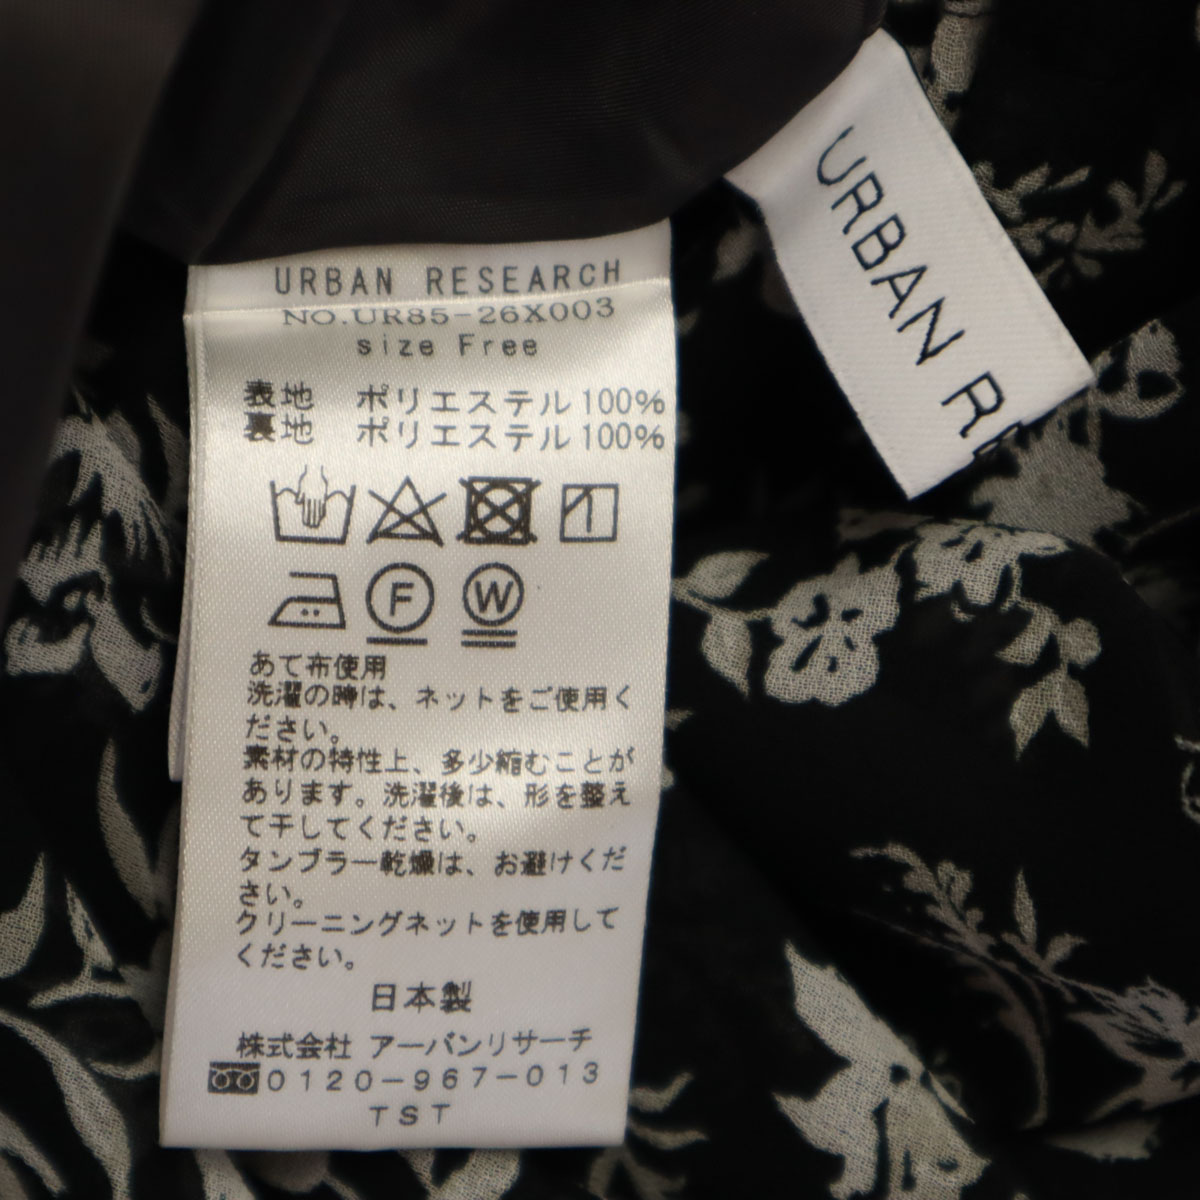 URBAN RESEARCH
NO.UR85-26X003
size Free
表地 ポリエステル100%
裏地 ポリエステル100%
F W
あて布使用
洗濯の時は、ネットをご使用く
ださい。
素材の特性上、多少縮むことが
あります。洗濯後は、形を整え
て干してください。
タンブラー乾燥は、お避けくだ
さい。
クリーニングネットを使用して
ください。
日本製
株式会社 アーバンリサーチ
0120-967-013
TST
URBAN R